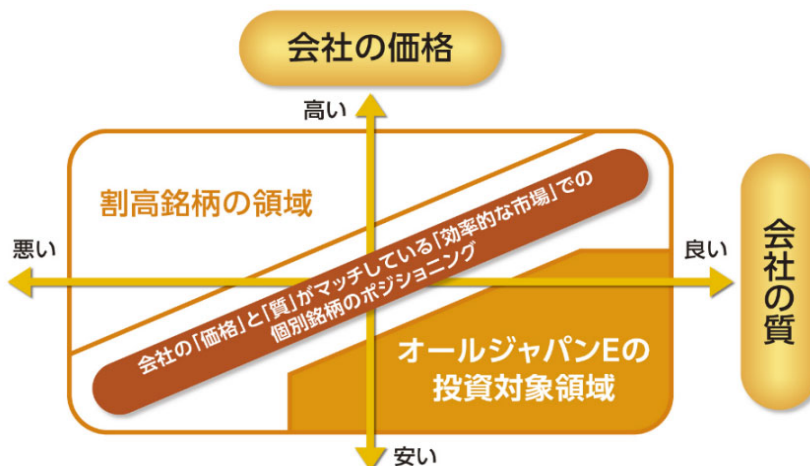 会社の価格
高い
割高銘柄の領域
悪い
良い
会社の質
会社の「価格」と「質」がマッチしている「効率的な市場」での
個別銘柄のポジショニング
オールジャパンEの
投資対象領域
安い